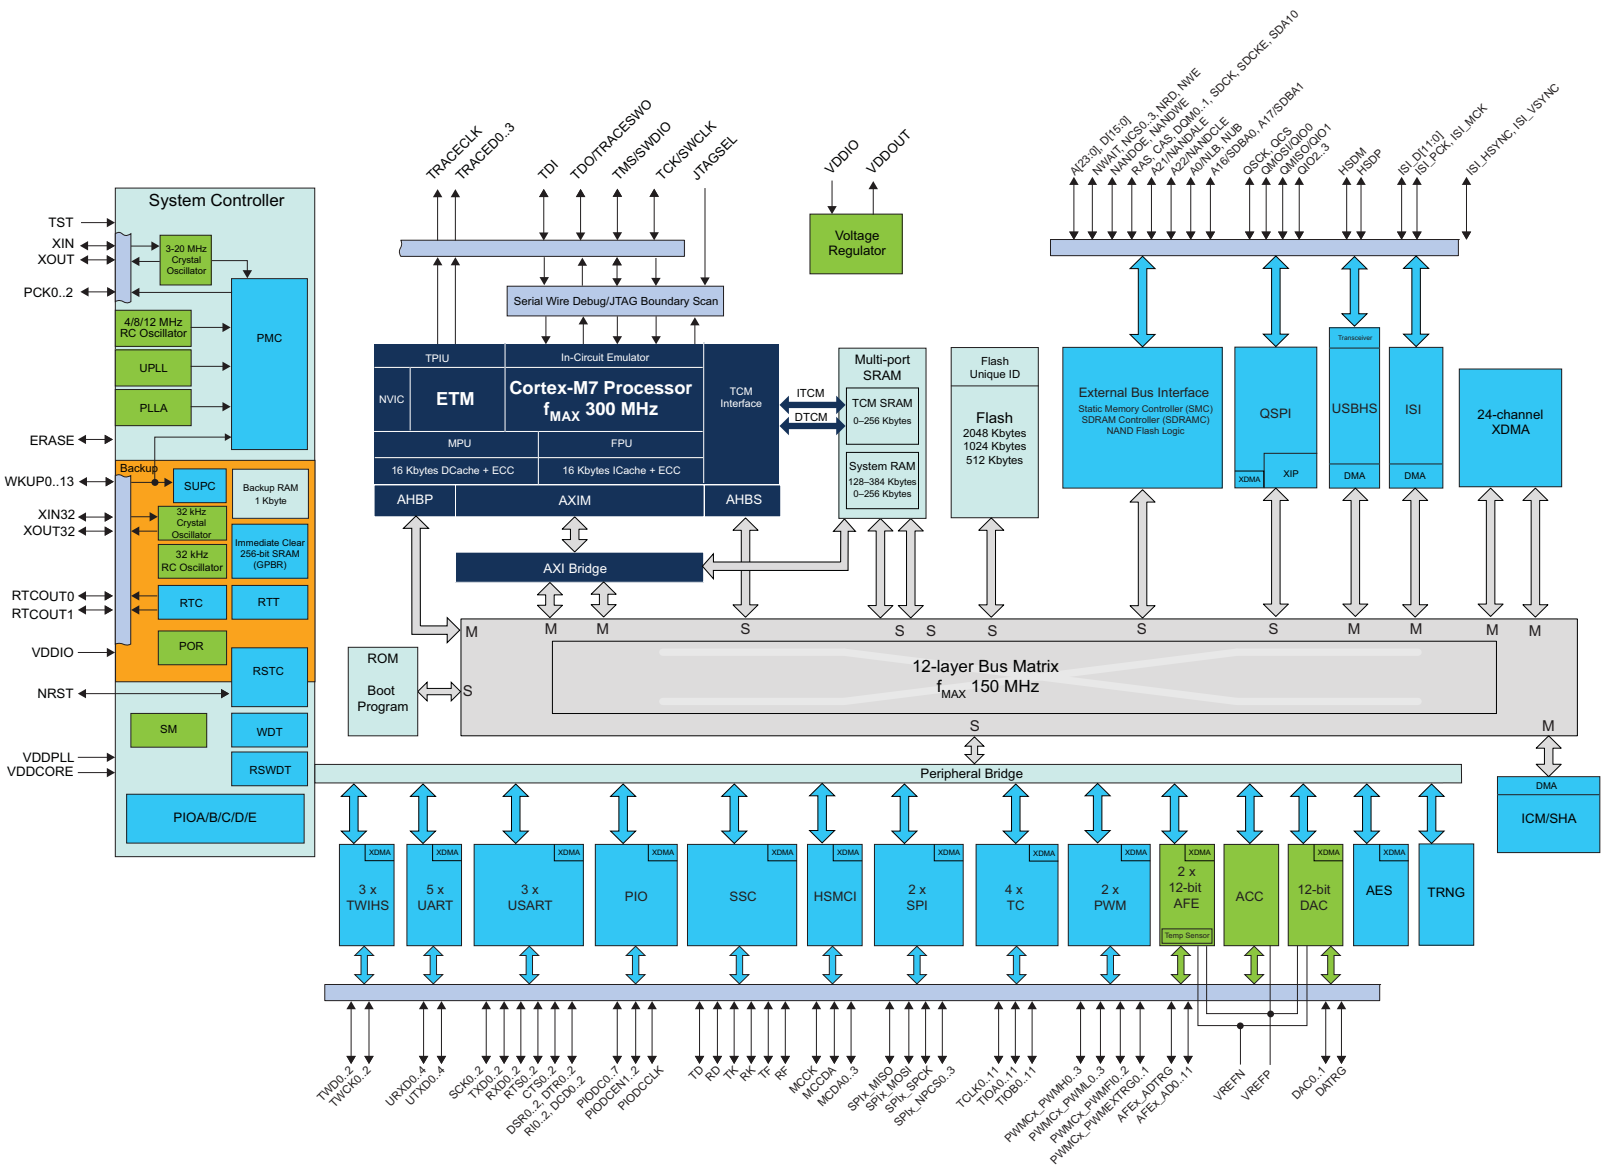 System Controller
TST
XIN
XOUT
PCK0..2
ERASE
WKUP0..13
XIN32
XOUT32
RTCOUT0
RTCOUT1
VDDIO
NRST
VDDPLL
VDDCORE
3-20 MHz
Crystal
Oscillator
4/8/12 MHz
RC Oscillator
UPLL
PLLA
PMC
Backup
SUPC
Backup RAM
1 Kbyte
32 kHz
Crystal
Oscillator
32 kHz
RC Oscillator
Immediate Clear
256-bit SRAM
(GPBR)
RTC
RTT
POR
RSTC
SM
WDT
RSWDT
PIOA/B/C/D/E
TRACECLK
TRACED0..3
TDI
TDO/TRACESWO
TMS/SWDIO
TCK/SWCLK
JTAGSEL
Serial Wire Debug/JTAG Boundary Scan
TPIU
In-Circuit Emulator
NVIC
ETM
Cortex-M7 Processor
fMAX 300 MHz
TCM
Interface
MPU
FPU
16 Kbytes DCache + ECC
16 Kbytes ICache + ECC
AHBP
AXIM
AHBS
AXI Bridge
ITCM
DTCM
VDDIO
VDDOUT
Voltage
Regulator
Multi-port
SRAM
TCM SRAM
0–256 Kbytes
System RAM
128–384 Kbytes
0–256 Kbytes
Flash
Unique ID
Flash
2048 Kbytes
1024 Kbytes
512 Kbytes
A[23:0], D[15:0]
NWAIT, NCS0..3, NRD, NWE
NANDOE, NANDWE
RAS, CAS, DQM0..1, SDCK, SDCKE, SDA10
A21/NANDALE
A22/NANDCLE
A0/NLB, NUB
A16/SDBA0, A17/SDBA1
QSCK, QCS
QMOSI/QIO0
QMISO/QIO1
QIO2..3
HSDM
HSDP
ISI_D[11:0]
ISI_PCK, ISI_MCK
ISI_HSYNC, ISI_VSYNC
External Bus Interface
Static Memory Controller (SMC)
SDRAM Controller (SDRAMC)
NAND Flash Logic
QSPI
XDMA
XIP
Transceiver
USBHS
DMA
ISI
DMA
24-channel
XDMA
M
M
M
S
S
S
S
S
S
M
M
M
M
ROM
Boot
Program
S
12-layer Bus Matrix
fMAX 150 MHz
S
M
Peripheral Bridge
DMA
ICM/SHA
XDMA
3 x
TWIHS
XDMA
5 x
UART
XDMA
3 x
USART
XDMA
PIO
XDMA
SSC
XDMA
HSMCI
XDMA
2 x
SPI
XDMA
4 x
TC
XDMA
2 x
PWM
XDMA
2 x
12-bit
AFE
Temp Sensor
ACC
XDMA
12-bit
DAC
XDMA
AES
TRNG
TWD0..2
TWCK0..2
URXD0..4
UTXD0..4
SCK0..2
TXD0..2
RXD0..2
RTS0..2
CTS0..2
DSR0..2, DTR0..2
RI0..2, DCD0..2
PIODC0..7
PIODCEN1..2
PIODCCLK
TD
RD
TK
RK
TF
RF
MCCK
MCCDA
MCDA0..3
SPIx_MISO
SPIx_MOSI
SPIx_SPCK
SPIx_NPCS0..3
TCLK0..11
TIOA0..11
TIOB0..11
PWMCx_PWMH0..3
PWMCx_PWML0..3
PWMCx_PWMFI0..2
PWMCx_PWMEXTRG0..1
AFEx_ADTRG
AFEx_AD0..11
VREFN
VREFP
DAC0..1
DATRG